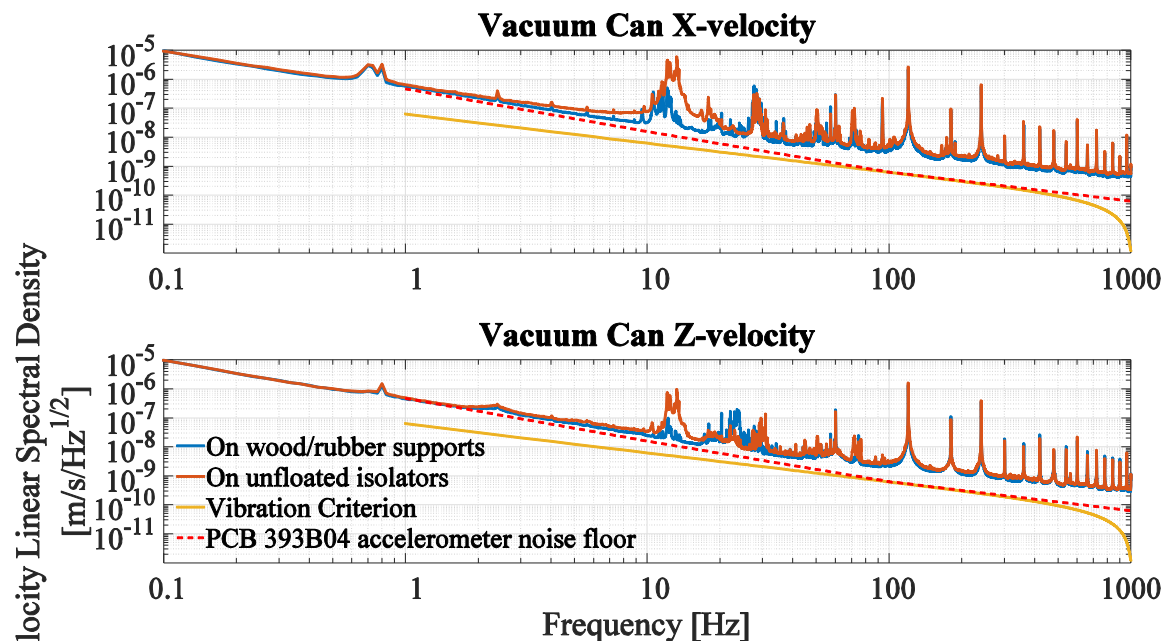 Vacuum Can X-velocity
10-5
10-6
10-7
10-8
10-9
10-10
10-11
0.1
1
10
100
1000
locity Linear Spectral Density
[m/s/Hz1/2]
Vacuum Can Z-velocity
10-5
10-6
10-7
10-8
10-9
10-10
10-11
On wood/rubber supports
On unfloated isolators
Vibration Criterion
PCB 393B04 accelerometer noise floor
0.1
1
10
100
1000
Frequency [Hz]